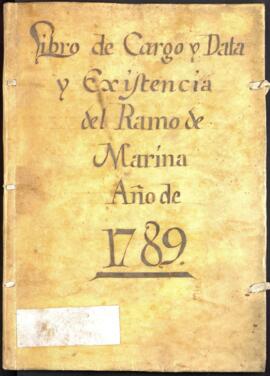 Libro de Cargo y Data
y Existencia
del Ramo de
Marina
Año de
1789.